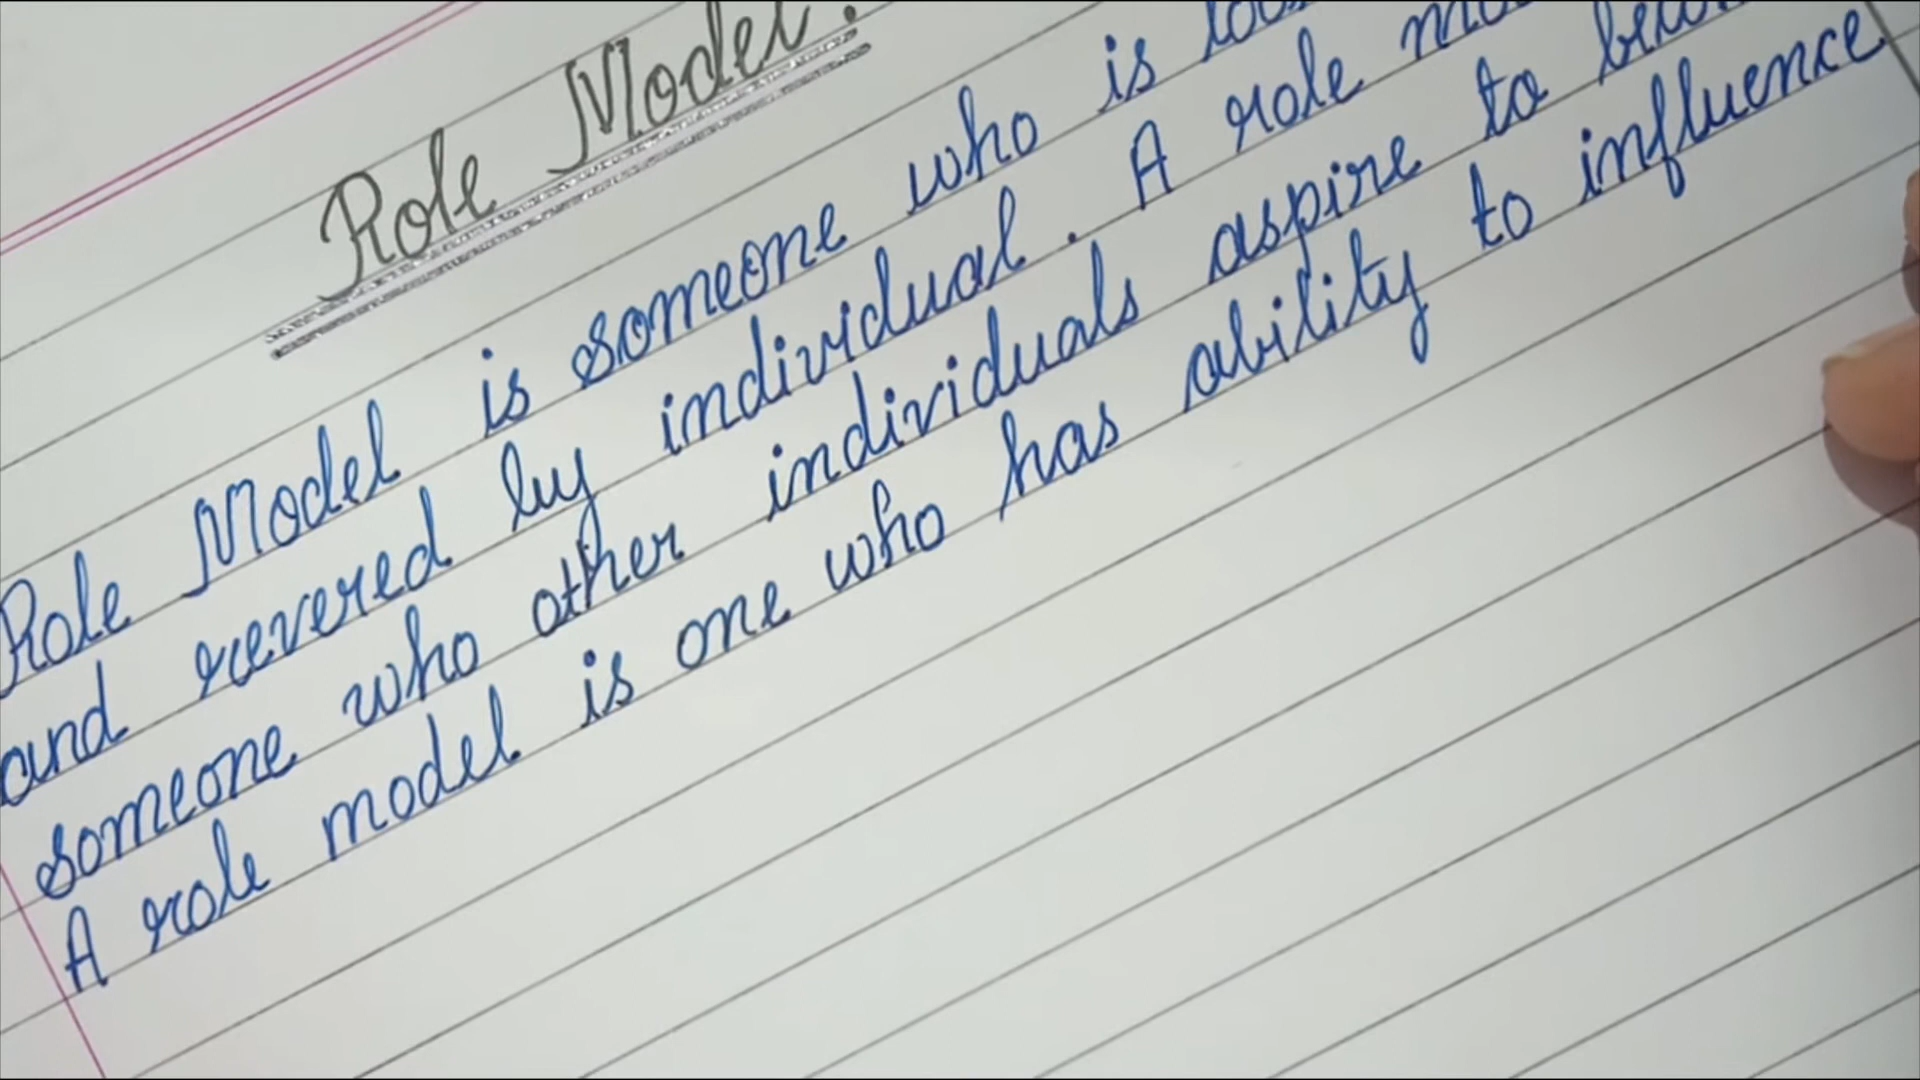 Role Model.
Role Model is someone who is
and revered by individual. A role
someone who other individuals aspire to
A role model is one who has ability to influence